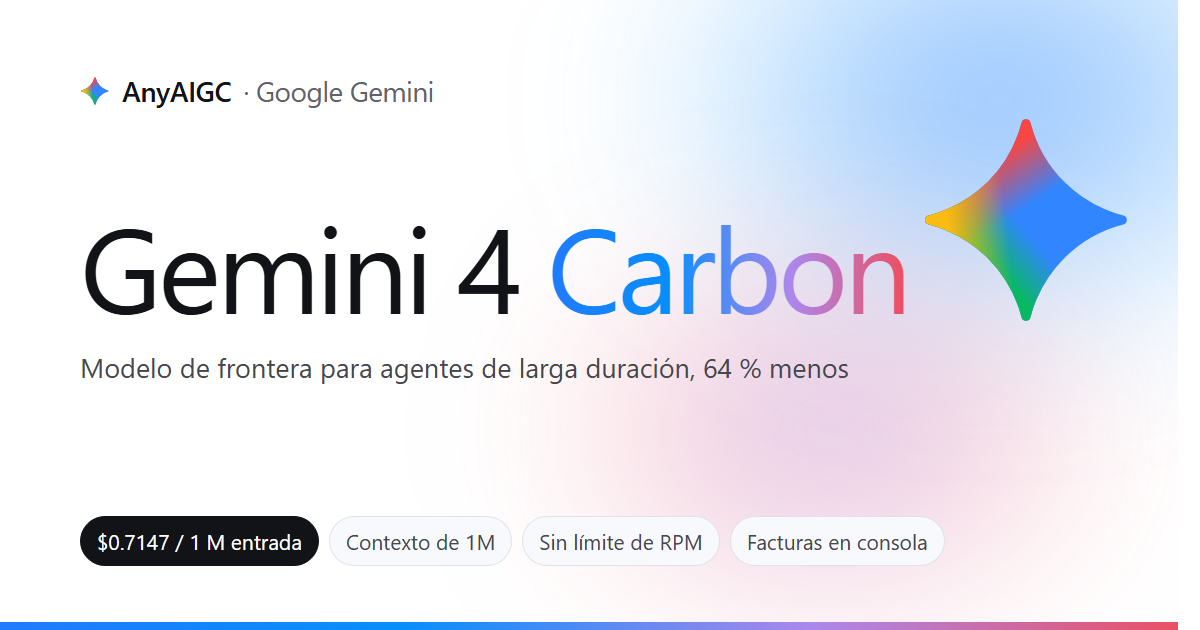 AnyAIGC · Google Gemini
Gemini 4 Carbon
Modelo de frontera para agentes de larga duración, 64 % menos
$0.7147 / 1 M entrada
Contexto de 1M
Sin límite de RPM
Facturas en consola